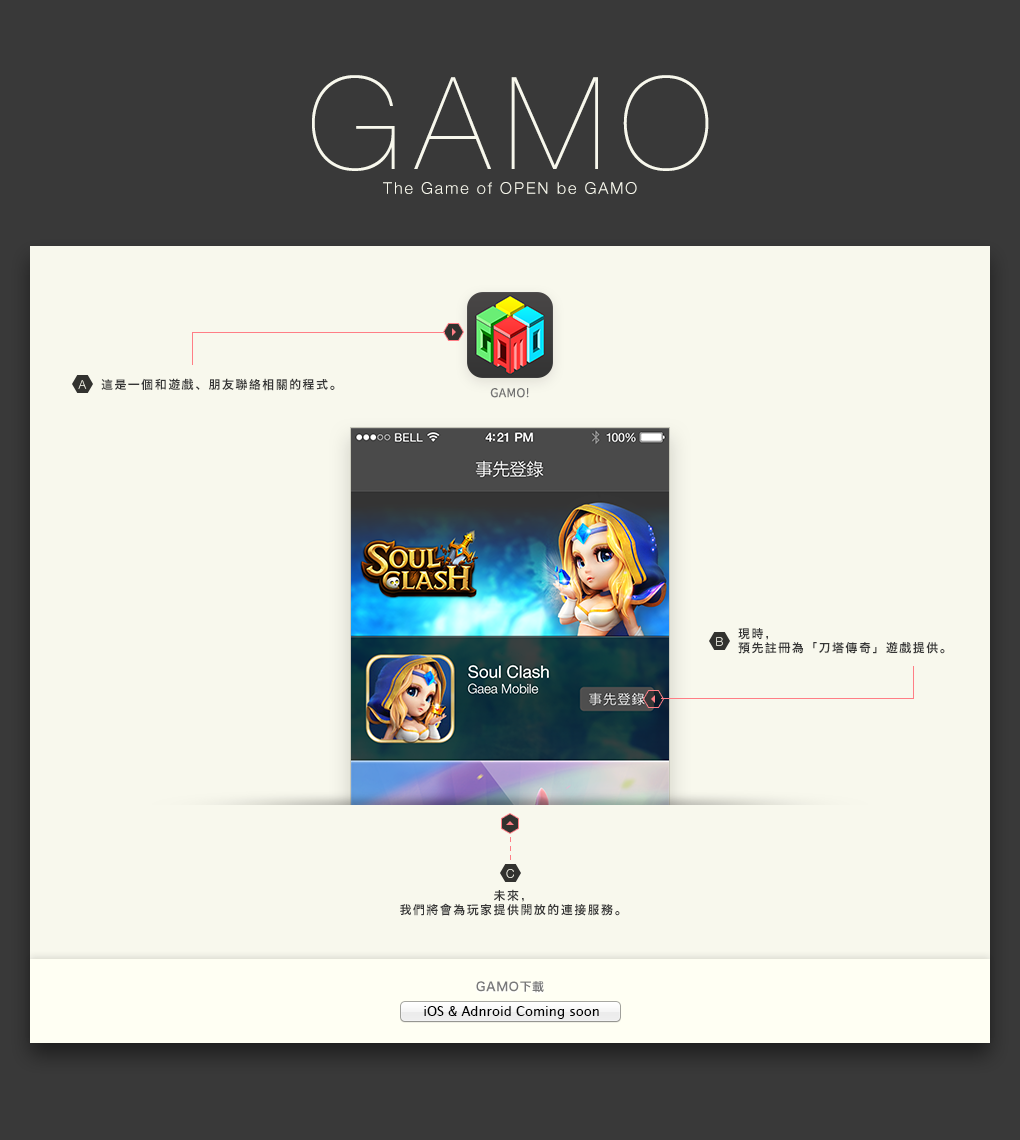 GAMO
The Game of OPEN be GAMO
GAMO
A 這是一個和遊戲、朋友聯絡相關的程式。
GAMO!
BELL 4:21 PM 100%
事先登錄
SOUL
CLASH
B 現時,
預先註冊為「刀塔傳奇」遊戲提供。
Soul Clash
Gaea Mobile
事先登錄
C
未來,
我們將會為玩家提供開放的連接服務。
GAMO下載
iOS & Adnroid Coming soon